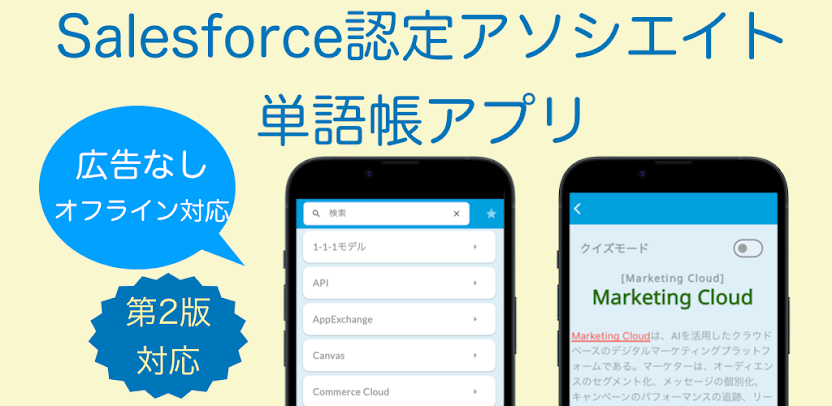 Salesforce認定アソシエイト
単語帳アプリ
広告なし
オフライン対応
第2版
対応
検索
1-1-1モデル
API
AppExchange
Canvas
Commerce Cloud
クイズモード
[Marketing Cloud]
Marketing Cloud
Marketing Cloudは、AIを活用したクラウド
ベースのデジタルマーケティングプラットフ
ォームである。マーケターは、オーディエン
スのセグメント化、メッセージの個別化、
キャンペーンのパフォーマンスの追跡、リー